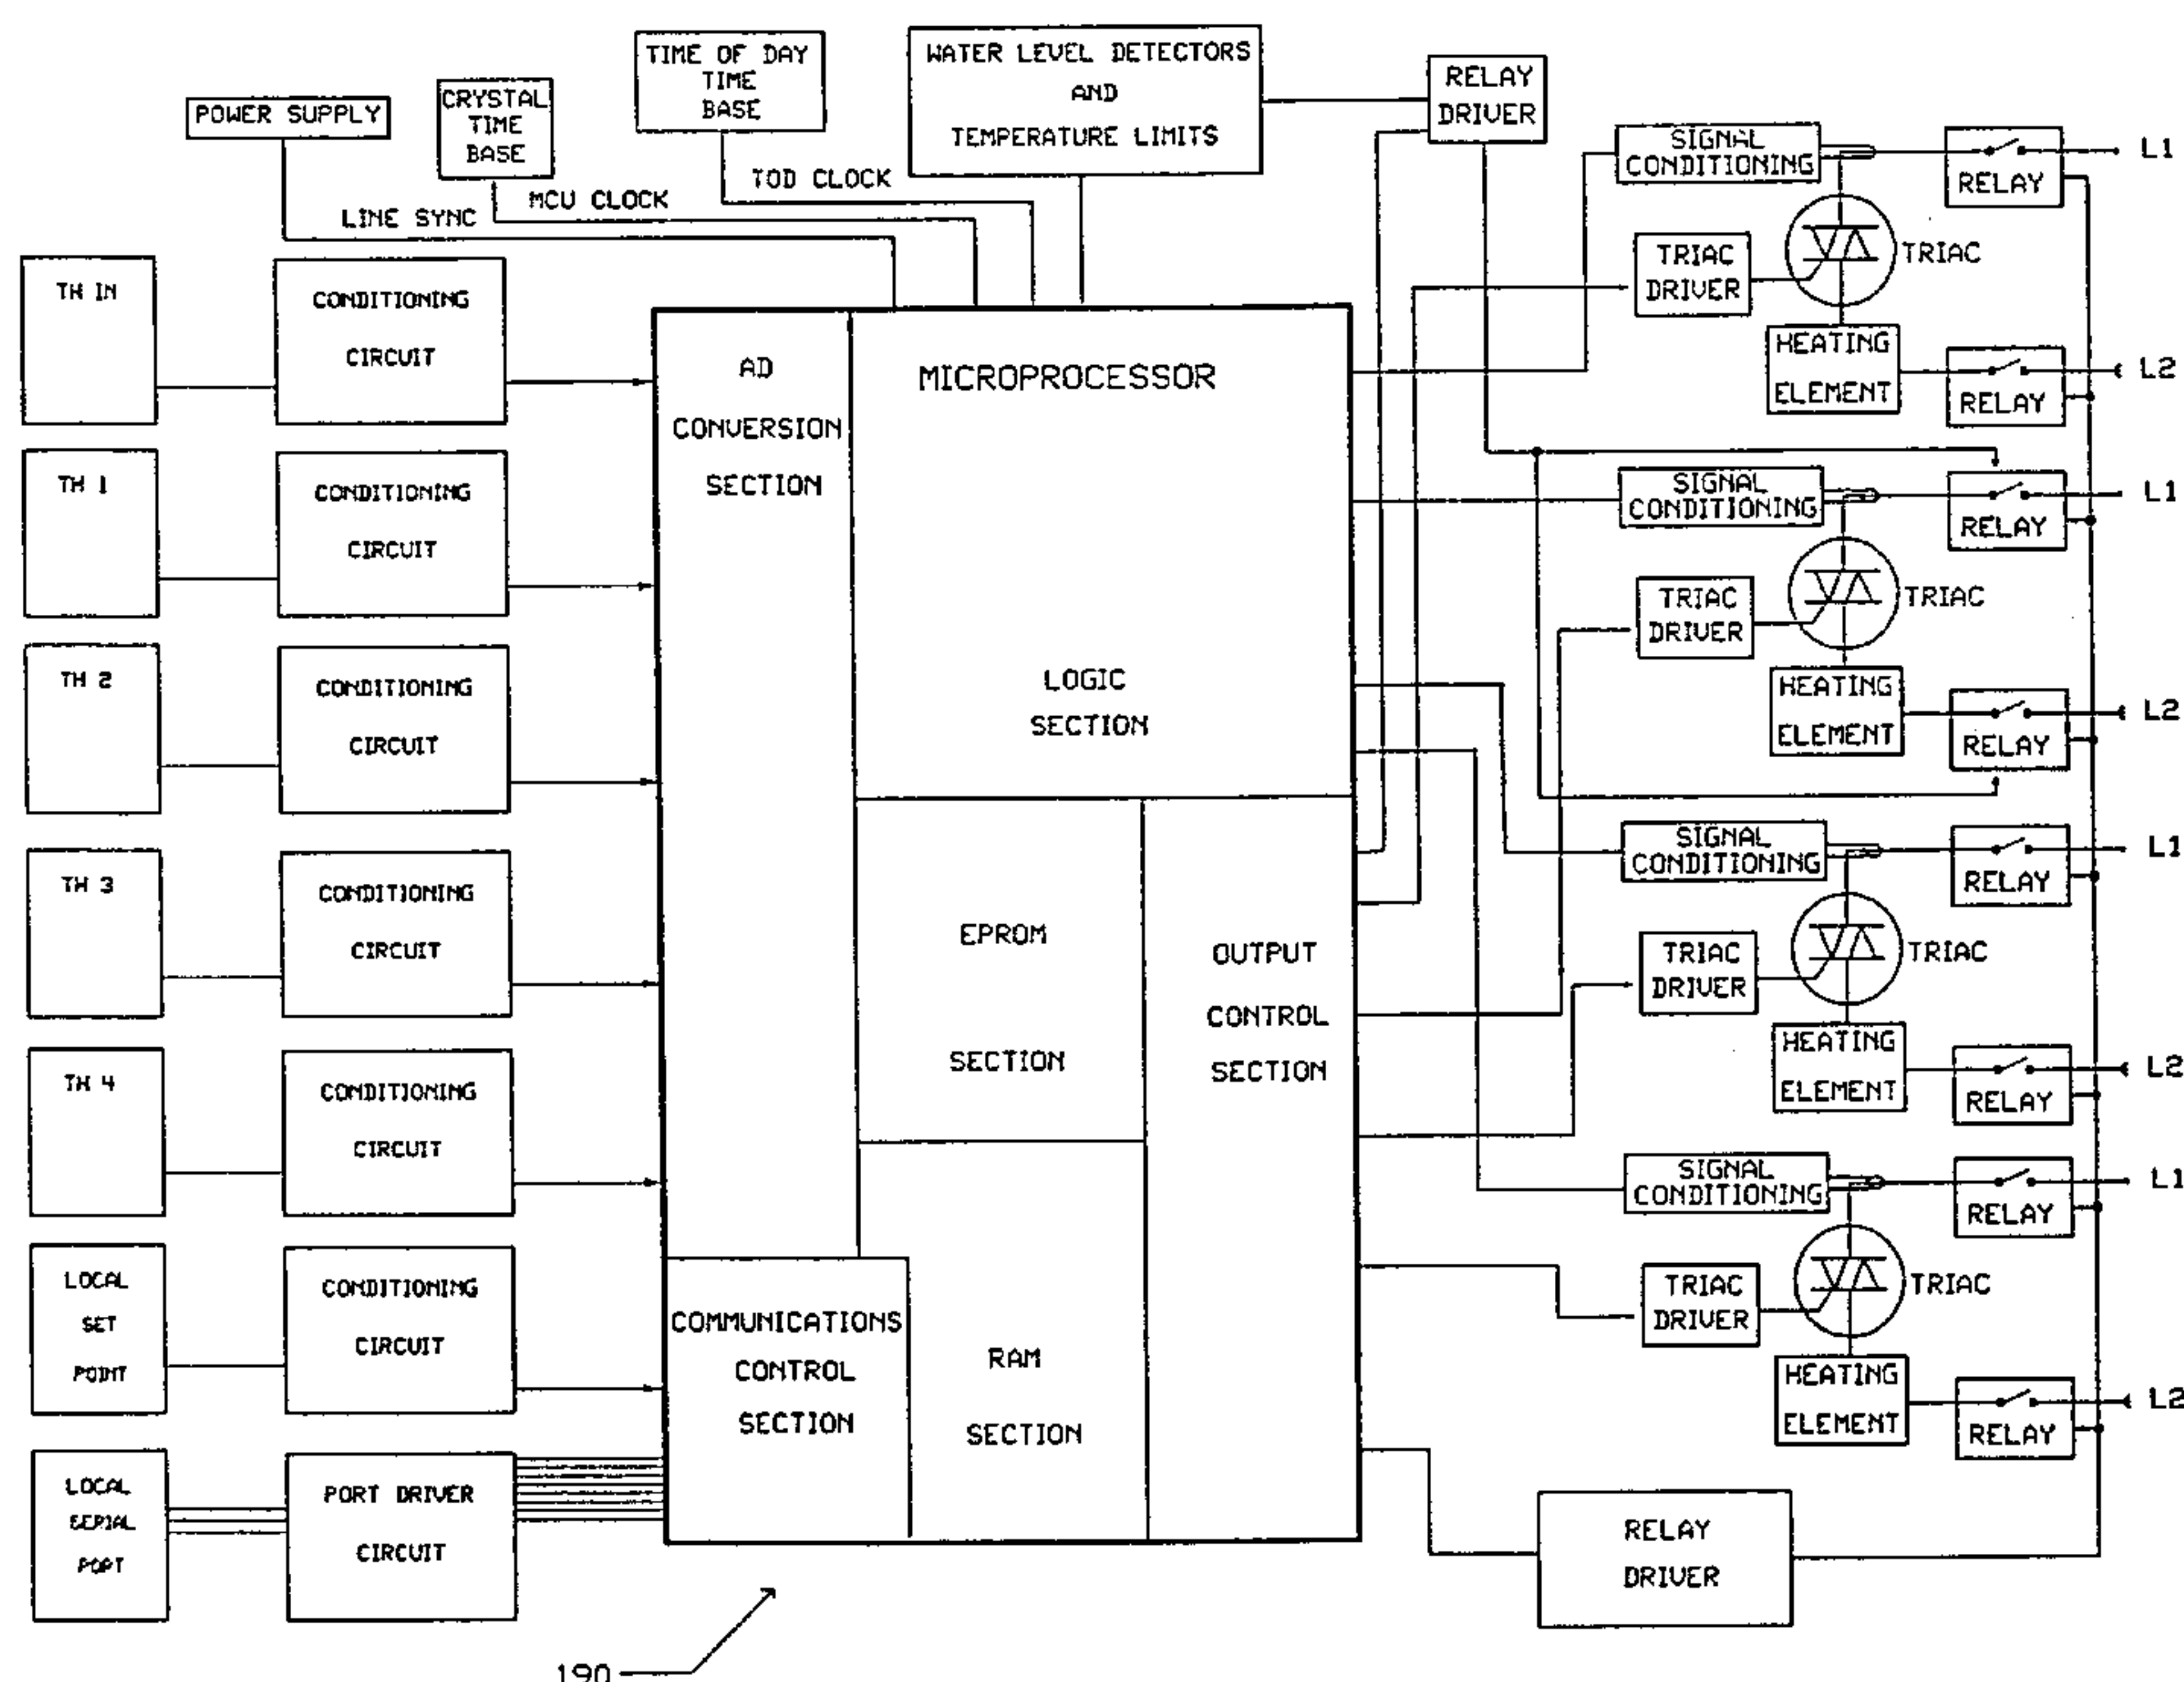 POWER SUPPLY
CRYSTAL
TIME
BASE
TIME OF DAY
TIME
BASE
WATER LEVEL DETECTORS
AND
TEMPERATURE LIMITS
RELAY
DRIVER
LINE SYNC
MCU CLOCK
TOD CLOCK
TH IN
CONDITIONING
CIRCUIT
TH 1
CONDITIONING
CIRCUIT
TH 2
CONDITIONING
CIRCUIT
TH 3
CONDITIONING
CIRCUIT
TH 4
CONDITIONING
CIRCUIT
LOCAL
SET
POINT
CONDITIONING
CIRCUIT
LOCAL
SERIAL
PORT
PORT DRIVER
CIRCUIT
AD
CONVERSION
SECTION
MICROPROCESSOR
LOGIC
SECTION
EPROM
SECTION
OUTPUT
CONTROL
SECTION
COMMUNICATIONS
CONTROL
SECTION
RAM
SECTION
SIGNAL
CONDITIONING
RELAY
L1
TRIAC
DRIVER
TRIAC
HEATING
ELEMENT
RELAY
L2
SIGNAL
CONDITIONING
RELAY
L1
TRIAC
DRIVER
TRIAC
HEATING
ELEMENT
RELAY
L2
SIGNAL
CONDITIONING
RELAY
L1
TRIAC
DRIVER
TRIAC
HEATING
ELEMENT
RELAY
L2
SIGNAL
CONDITIONING
RELAY
L1
TRIAC
DRIVER
TRIAC
HEATING
ELEMENT
RELAY
L2
RELAY
DRIVER
190